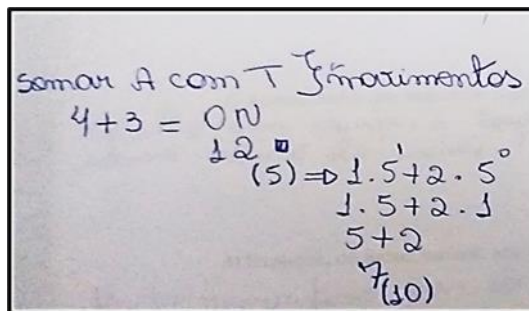 somar A com T } movimentos
4+3 = ON
12
(5) ⇒ 1.5¹+2.5⁰
1.5+2.1
5+2
7(10)